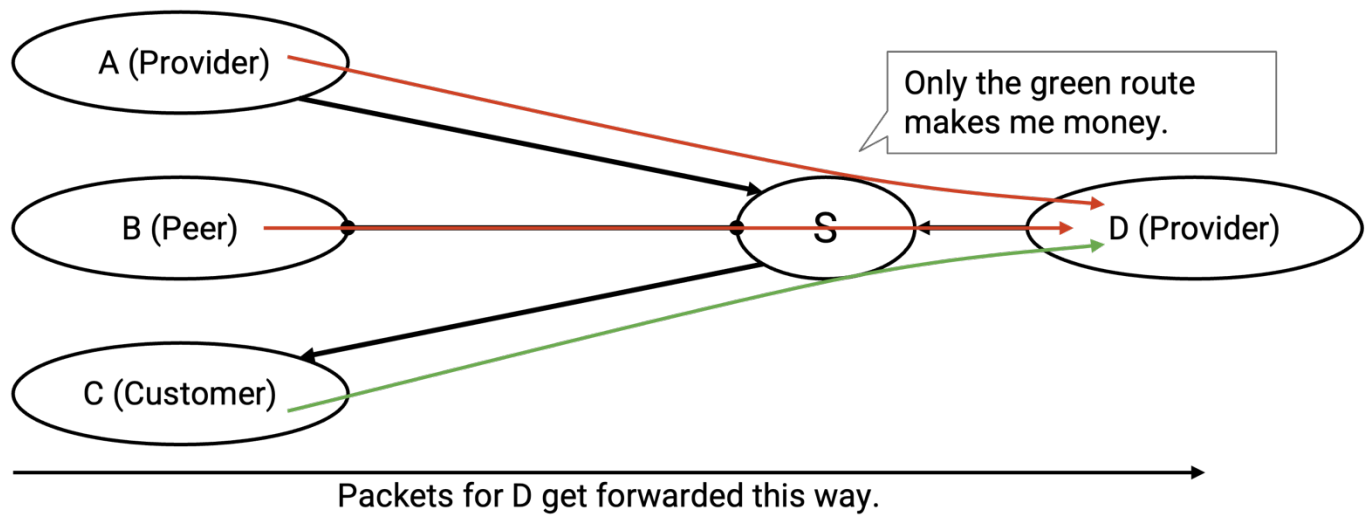 A (Provider)
Only the green route
makes me money.
B (Peer)
S
D (Provider)
C (Customer)
Packets for D get forwarded this way.